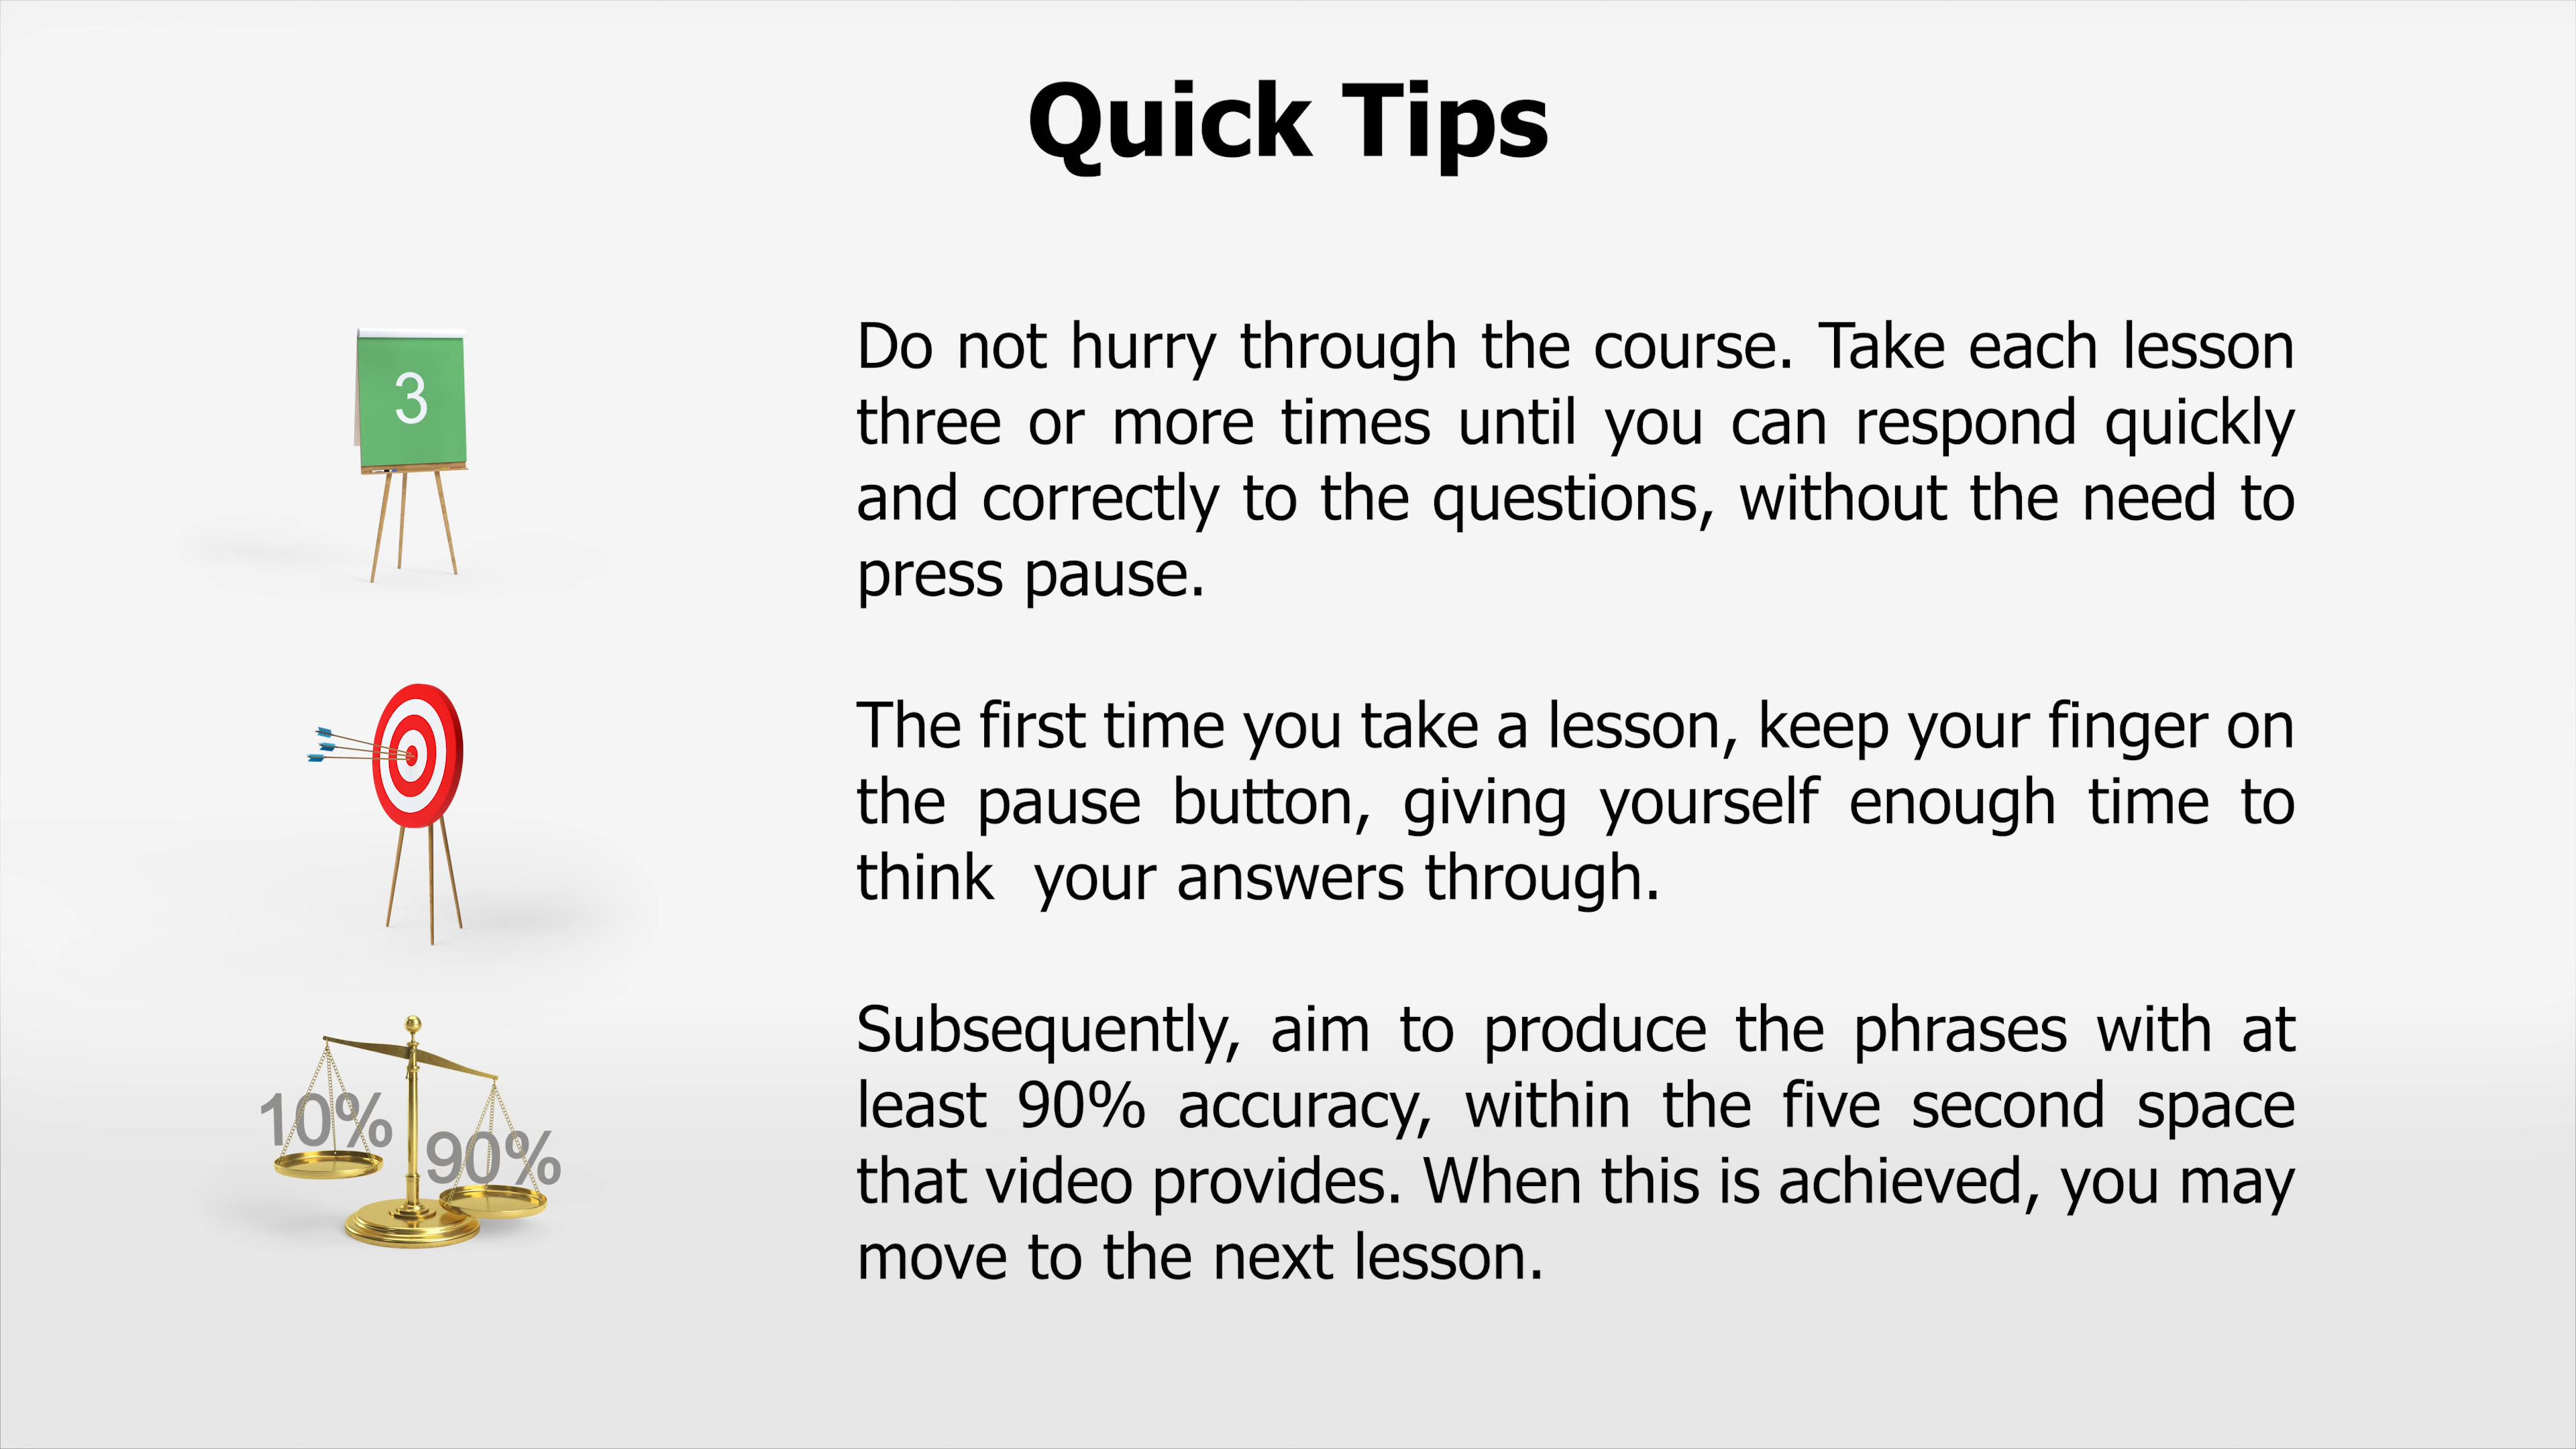 Quick Tips
3
Do not hurry through the course. Take each lesson
three or more times until you can respond quickly
and correctly to the questions, without the need to
press pause.
The first time you take a lesson, keep your finger on
the pause button, giving yourself enough time to
think  your answers through.
10%
90%
Subsequently, aim to produce the phrases with at
least 90% accuracy, within the five second space
that video provides. When this is achieved, you may
move to the next lesson.